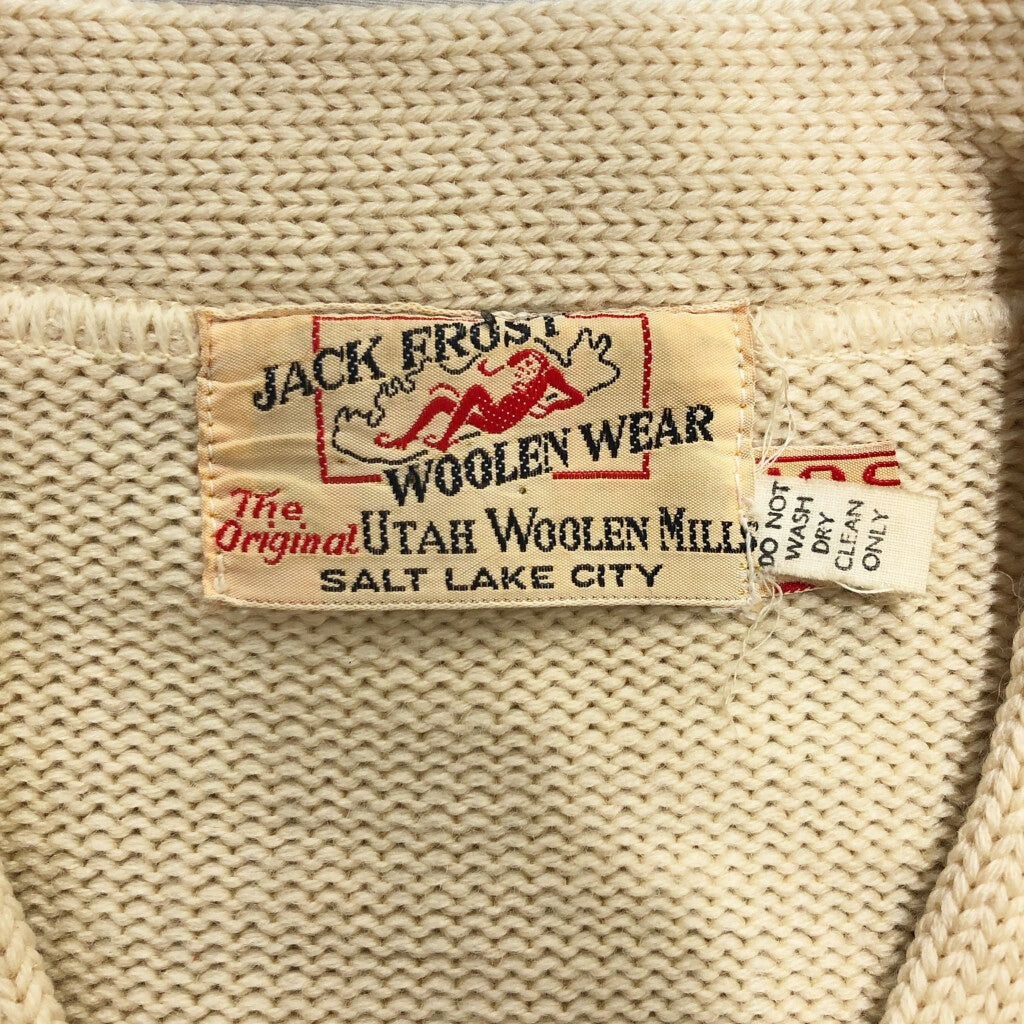 JACK FROST
WOOLEN WEAR
The
Original UTAH WOOLEN MILLS
SALT LAKE CITY
DO NOT
WASH
DRY
CLEAN
ONLY